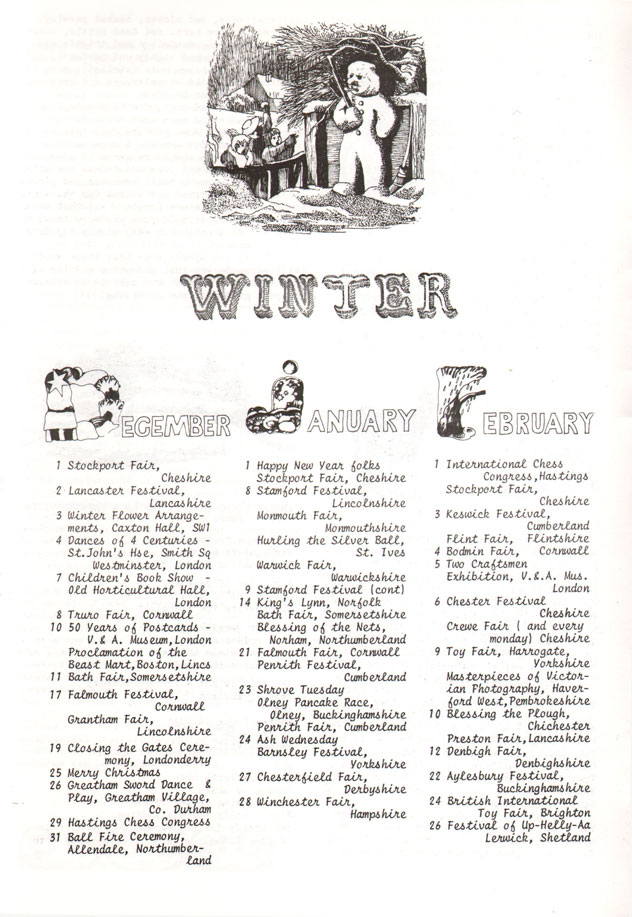 WINTER
DECEMBER
1 Stockport Fair,
Cheshire
2 Lancaster Festival,
Lancashire
3 Winter Flower Arrange-
ments, Caxton Hall, SW1
4 Dances of 4 Centuries -
St.John's Hse, Smith Sq
Westminster, London
7 Children's Book Show -
Old Horticultural Hall,
London
8 Truro Fair, Cornwall
10 50 Years of Postcards -
V.& A. Museum,London
Proclamation of the
Beast Mart,Boston,Lincs
11 Bath Fair,Somersetshire
17 Falmouth Festival,
Cornwall
Grantham Fair,
Lincolnshire
19 Closing the Gates Cere-
mony, Londonderry
25 Merry Christmas
26 Greatham Sword Dance &
Play, Greatham Village,
Co. Durham
29 Hastings Chess Congress
31 Ball Fire Ceremony,
Allendale, Northumber-
land
JANUARY
1 Happy New Year folks
Stockport Fair, Cheshire
8 Stamford Festival,
Lincolnshire
Monmouth Fair,
Monmouthshire
Hurling the Silver Ball,
St. Ives
Warwick Fair,
Warwickshire
9 Stamford Festival (cont)
14 King's Lynn, Norfolk
Bath Fair, Somersetshire
Blessing of the Nets,
Norham, Northumberland
21 Falmouth Fair, Cornwall
Penrith Festival,
Cumberland
23 Shrove Tuesday
Olney Pancake Race,
Olney, Buckinghamshire
Penrith Fair, Cumberland
24 Ash Wednesday
Barnsley Festival,
Yorkshire
27 Chesterfield Fair,
Derbyshire
28 Winchester Fair,
Hampshire
FEBRUARY
1 International Chess
Congress,Hastings
Stockport Fair,
Cheshire
3 Keswick Festival,
Cumberland
Flint Fair, Flintshire
4 Bodmin Fair, Cornwall
5 Two Craftsmen
Exhibition, V.&.A. Mus.
London
6 Chester Festival
Cheshire
Crewe Fair ( and every
monday) Cheshire
9 Toy Fair, Harrogate,
Yorkshire
Masterpieces of Victor-
ian Photography, Haver-
ford West,Pembrokeshire
10 Blessing the Plough,
Chichester
Preston Fair,Lancashire
12 Denbigh Fair,
Denbighshire
22 Aylesbury Festival,
Buckinghamshire
24 British International
Toy Fair, Brighton
26 Festival of Up-Helly-Aa
Lerwick, Shetland